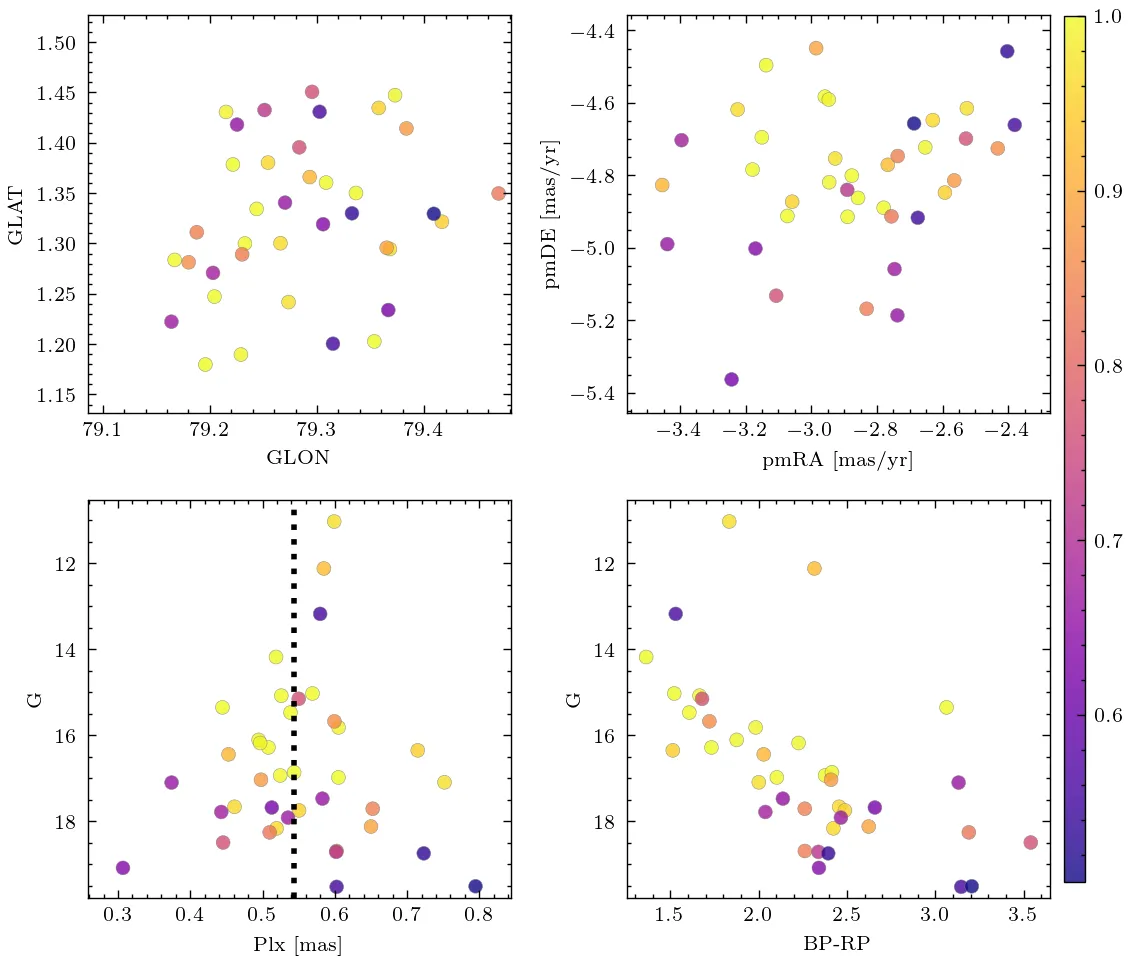 1.50
1.45
1.40
1.35
1.30
1.25
1.20
1.15
GLAT
79.1 79.2 79.3 79.4
GLON
−4.4
−4.6
−4.8
−5.0
−5.2
−5.4
pmDE [mas/yr]
−3.4 −3.2 −3.0 −2.8 −2.6 −2.4
pmRA [mas/yr]
12
14
16
18
G
0.3 0.4 0.5 0.6 0.7 0.8
Plx [mas]
12
14
16
18
G
1.5 2.0 2.5 3.0 3.5
BP-RP
1.0
0.9
0.8
0.7
0.6